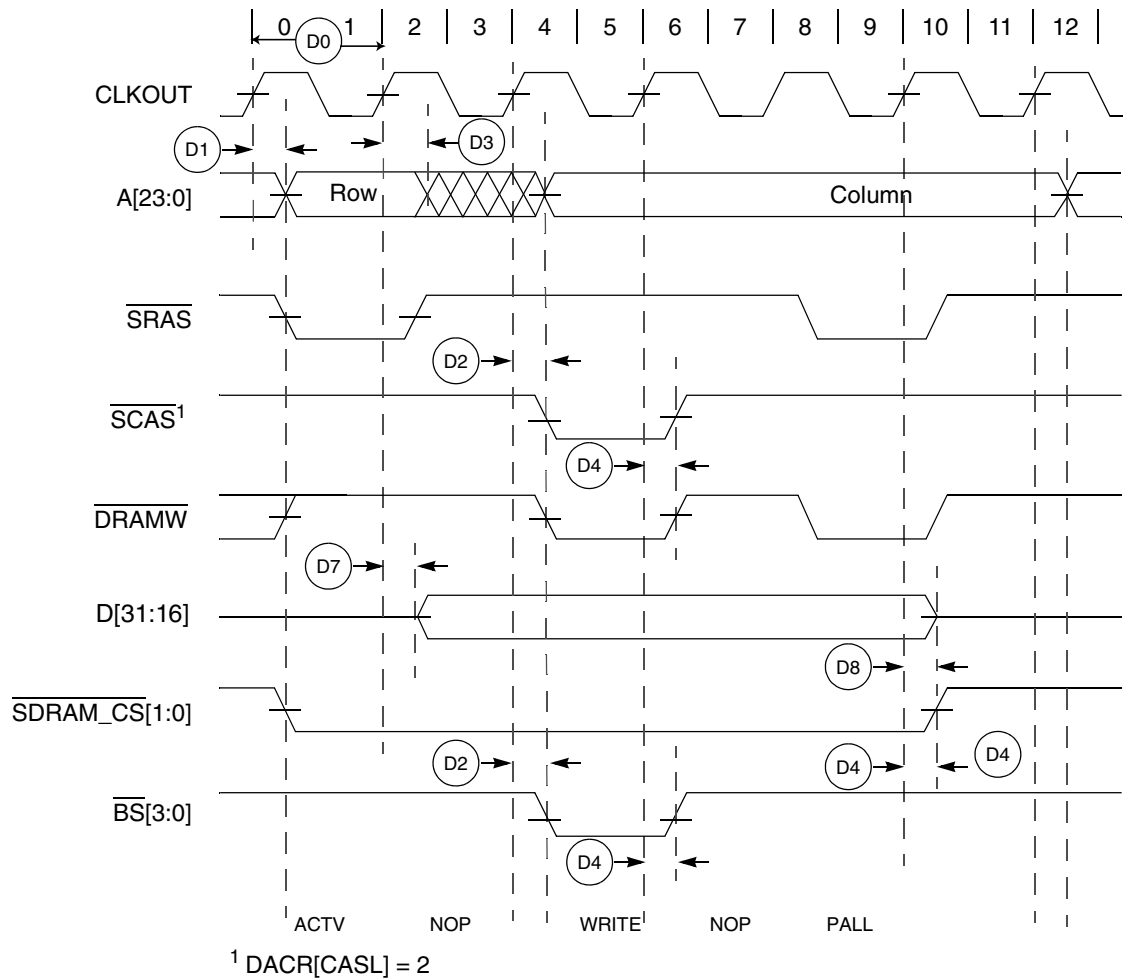 0 1 2 3 4 5 6 7 8 9 10 11 12
D0
CLKOUT
D1
D3
A[23:0]
Row
Column
SRAS
D2
SCAS1
D4
DRAMW
D7
D[31:16]
D8
SDRAM_CS[1:0]
D2
D4
D4
BS[3:0]
D4
ACTV NOP WRITE NOP PALL
1 DACR[CASL] = 2